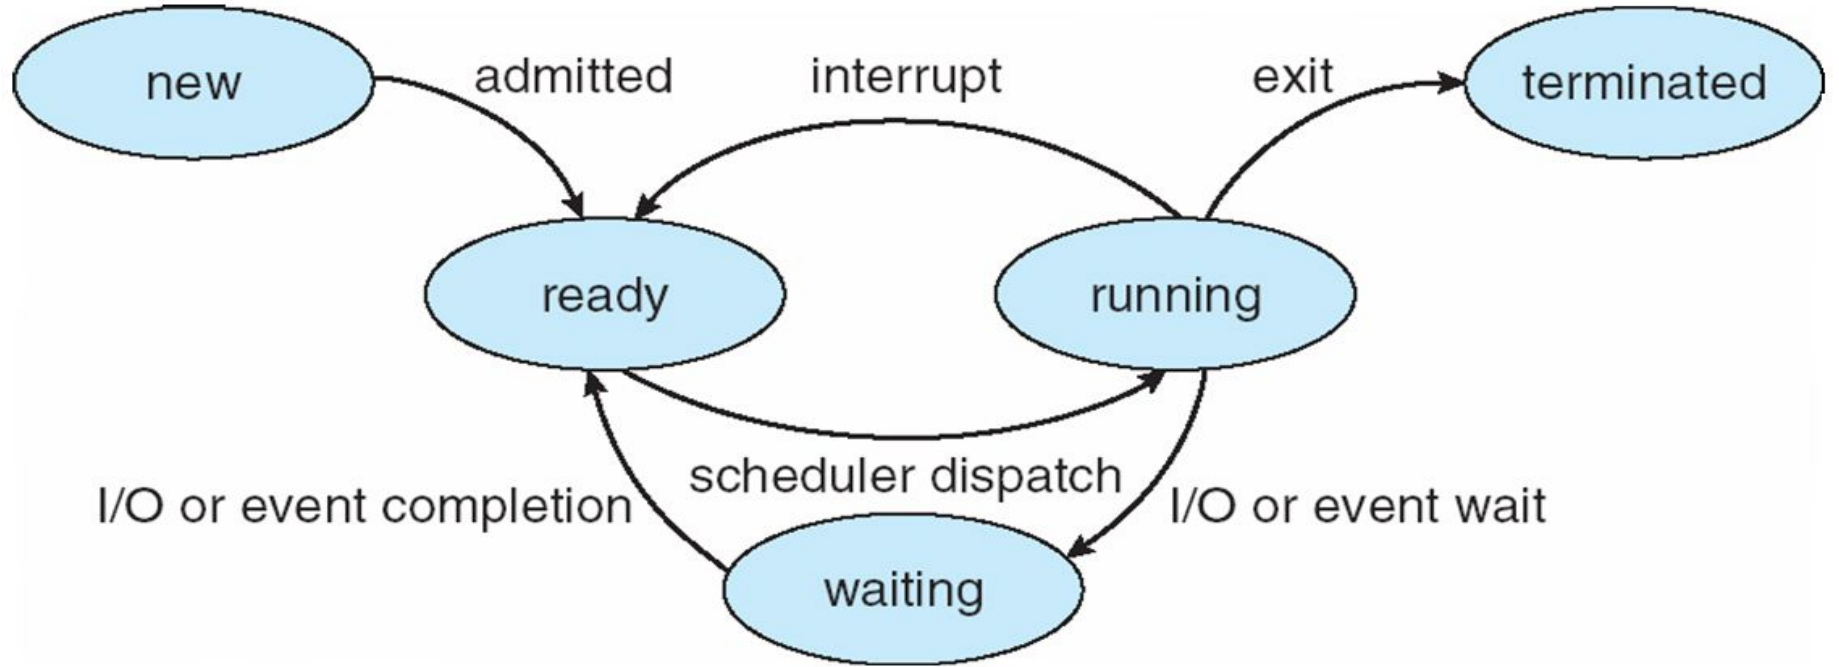 new
admitted
interrupt
exit
terminated
ready
running
scheduler dispatch
I/O or event completion
I/O or event wait
waiting